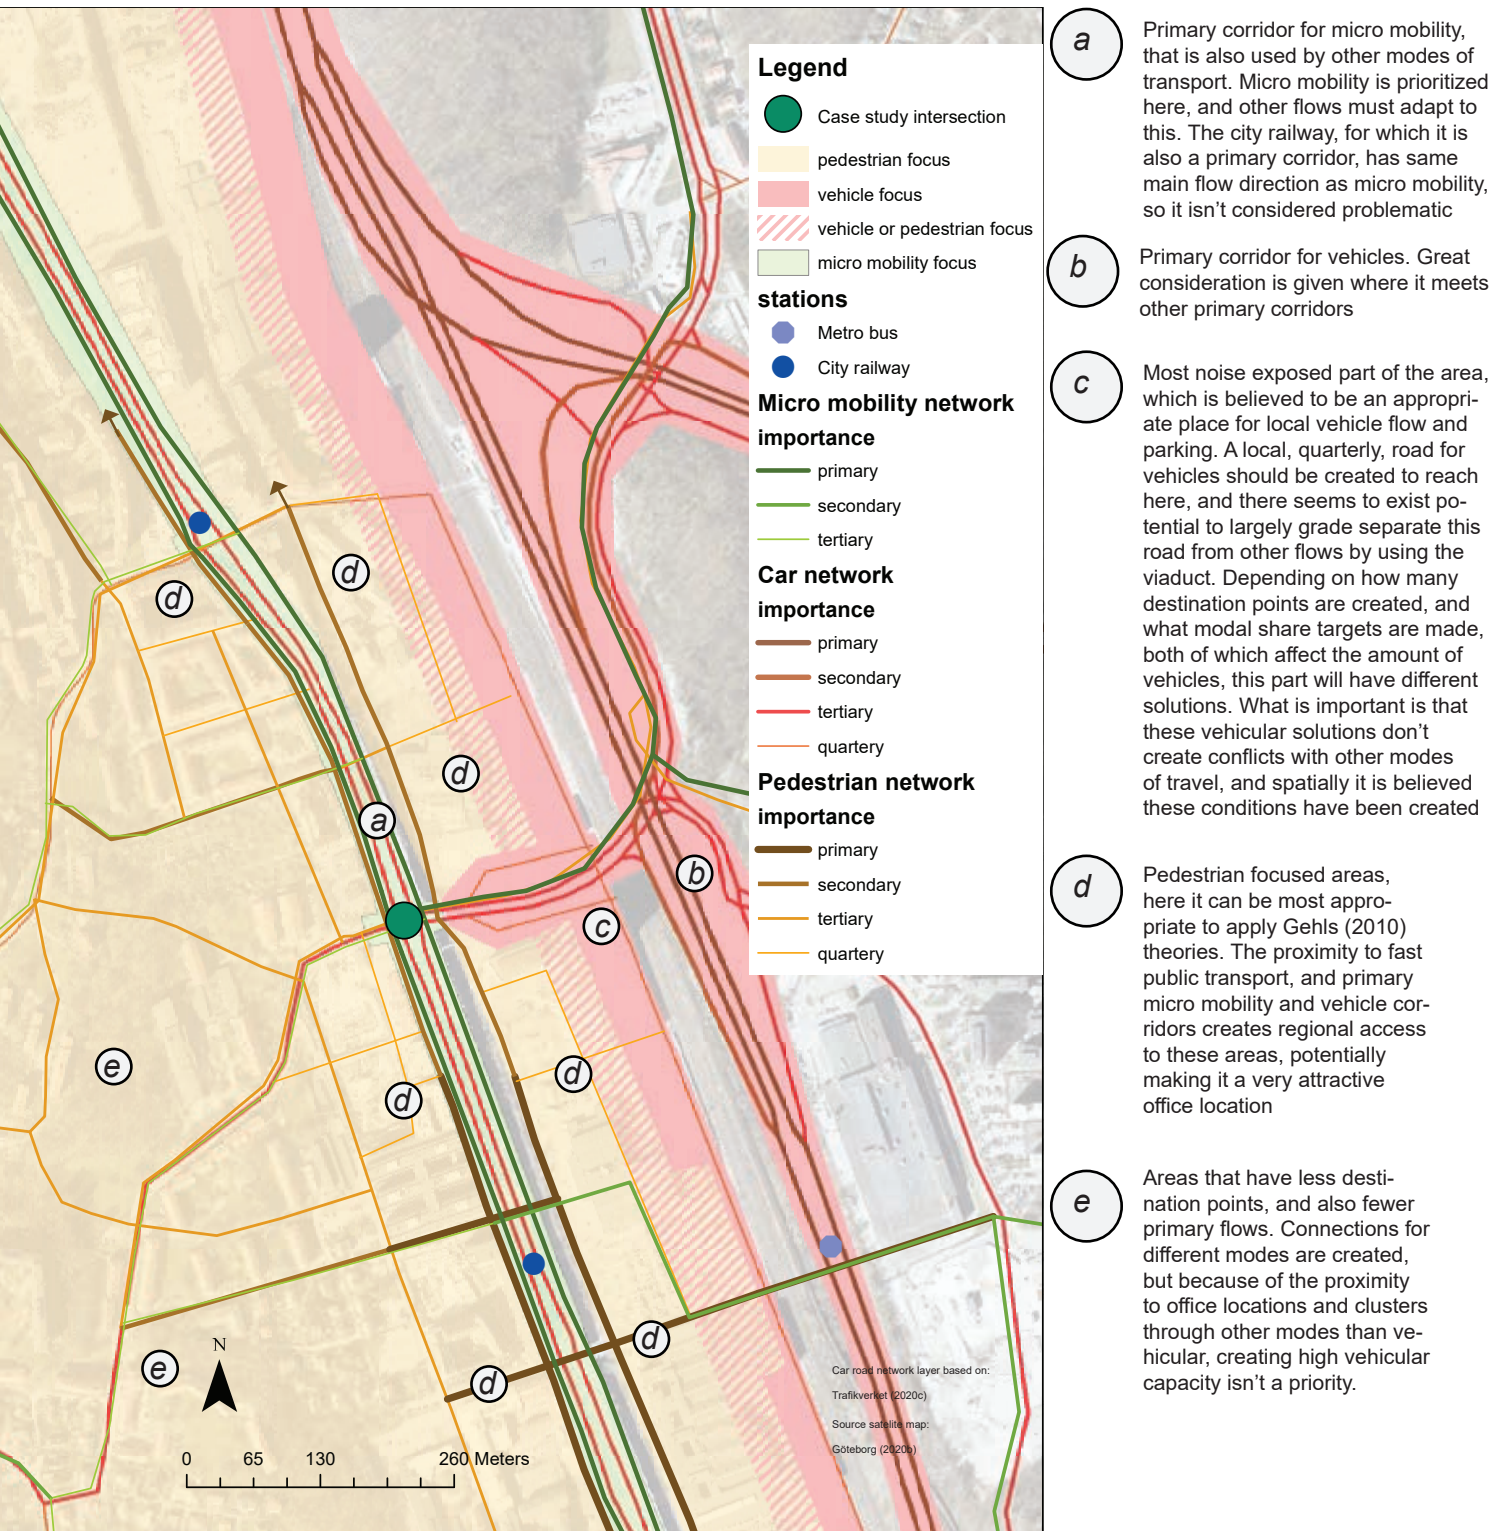 Legend
Case study intersection
pedestrian focus
vehicle focus
vehicle or pedestrian focus
micro mobility focus
stations
Metro bus
City railway
Micro mobility network
importance
primary
secondary
tertiary
Car network
importance
primary
secondary
tertiary
quartery
Pedestrian network
importance
primary
secondary
tertiary
quartery
d
d
d
a
b
c
e
d
d
d
e
d
N
0 65 130 260 Meters
Car road network layer based on:
Trafikverket (2020c)
Source satelite map:
Göteborg (2020b)
a
Primary corridor for micro mobility,
that is also used by other modes of
transport. Micro mobility is prioritized
here, and other flows must adapt to
this. The city railway, for which it is
also a primary corridor, has same
main flow direction as micro mobility,
so it isn't considered problematic
b
Primary corridor for vehicles. Great
consideration is given where it meets
other primary corridors
c
Most noise exposed part of the area,
which is believed to be an appropri-
ate place for local vehicle flow and
parking. A local, quarterly, road for
vehicles should be created to reach
here, and there seems to exist po-
tential to largely grade separate this
road from other flows by using the
viaduct. Depending on how many
destination points are created, and
what modal share targets are made,
both of which affect the amount of
vehicles, this part will have different
solutions. What is important is that
these vehicular solutions don't
create conflicts with other modes
of travel, and spatially it is believed
these conditions have been created
d
Pedestrian focused areas,
here it can be most appro-
priate to apply Gehls (2010)
theories. The proximity to fast
public transport, and primary
micro mobility and vehicle cor-
ridors creates regional access
to these areas, potentially
making it a very attractive
office location
e
Areas that have less desti-
nation points, and also fewer
primary flows. Connections for
different modes are created,
but because of the proximity
to office locations and clusters
through other modes than ve-
hicular, creating high vehicular
capacity isn't a priority.